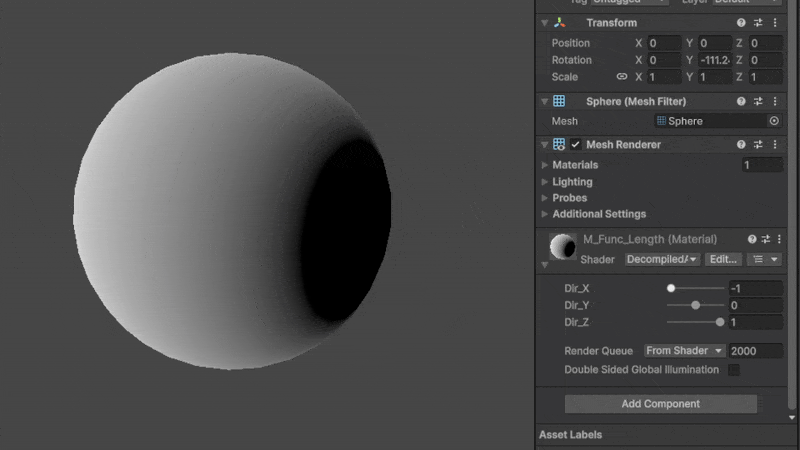 Tag Untagged Layer Default
Transform
Position X 0 Y 0 Z 0
Rotation X 0 Y -111.2 Z 0
Scale X 1 Y 1 Z 1
Sphere (Mesh Filter)
Mesh Sphere
Mesh Renderer
Materials 1
Lighting
Probes
Additional Settings
M_Func_Length (Material)
Shader Decompiled/ Edit...
Dir_X -1
Dir_Y 0
Dir_Z 1
Render Queue From Shader 2000
Double Sided Global Illumination
Add Component
Asset Labels